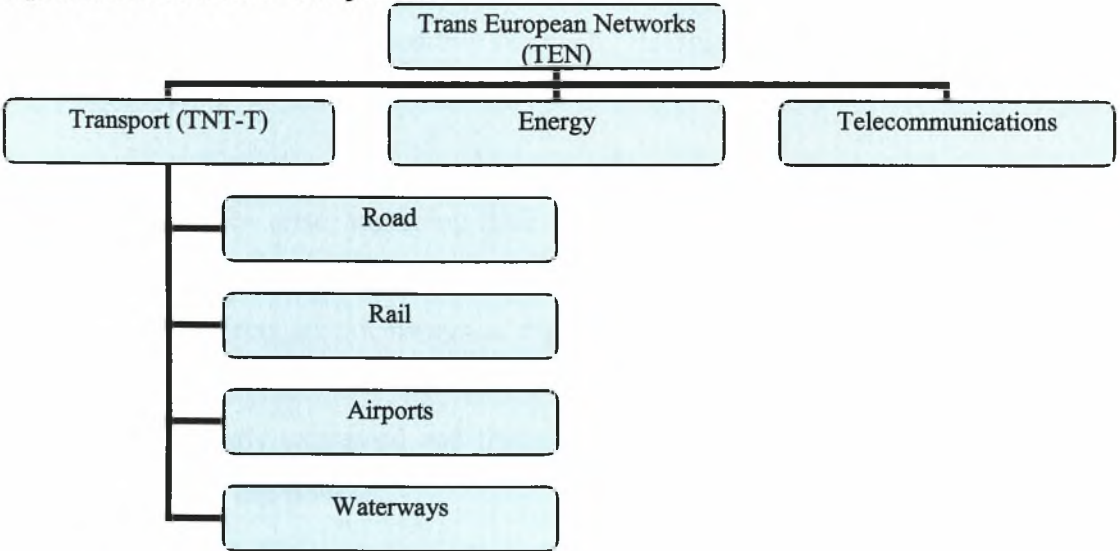 Trans European Networks
(TEN)
Transport (TNT-T)
Energy
Telecommunications
Road
Rail
Airports
Waterways